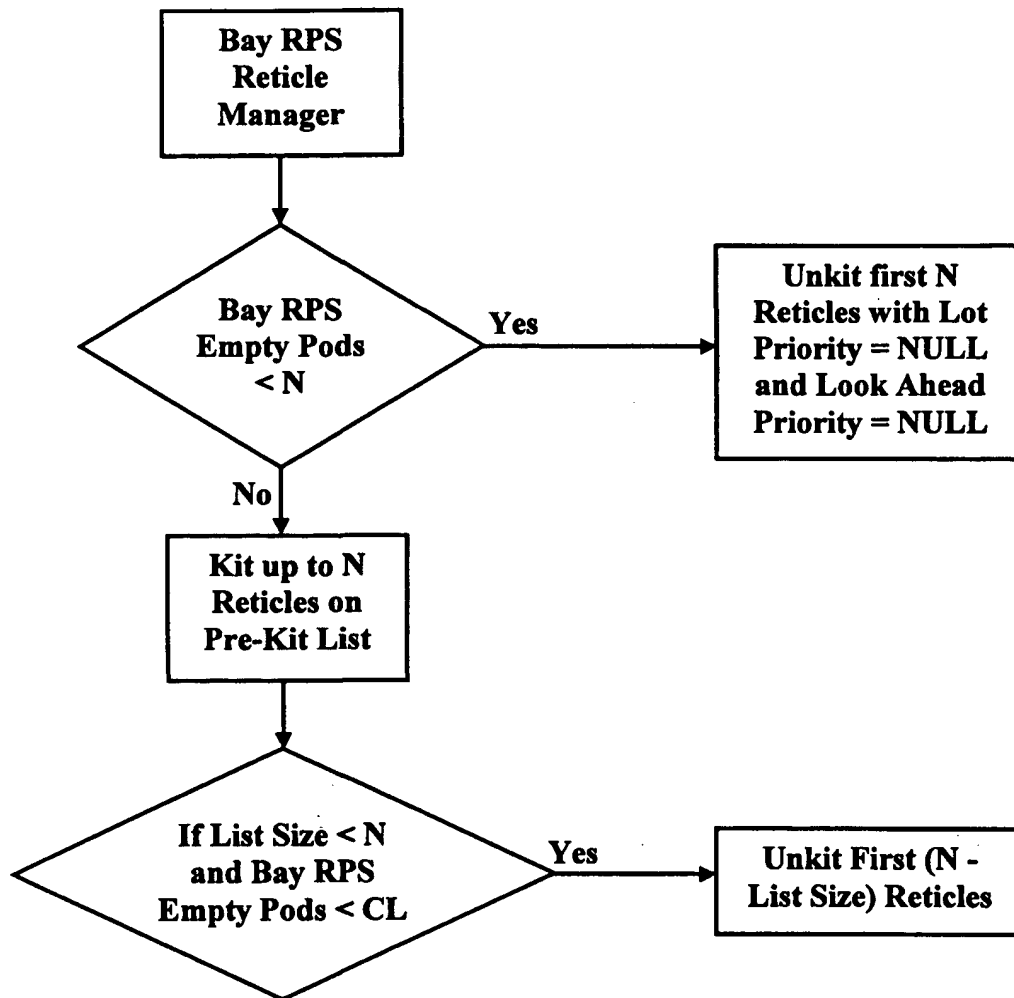 Bay RPS
Reticle
Manager
Bay RPS
Empty Pods
< N
Yes
Unkit first N
Reticles with Lot
Priority = NULL
and Look Ahead
Priority = NULL
No
Kit up to N
Reticles on
Pre-Kit List
If List Size < N
and Bay RPS
Empty Pods < CL
Yes
Unkit First (N -
List Size) Reticles